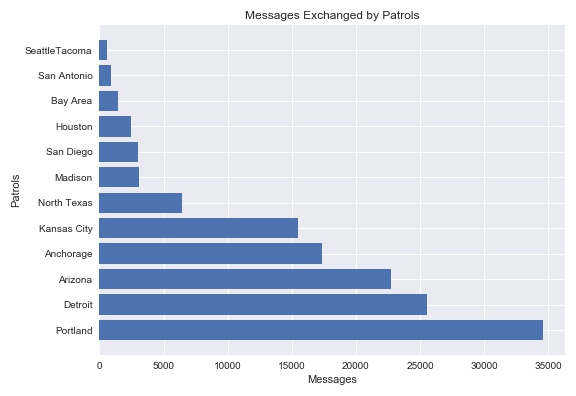 Messages Exchanged by Patrols
SeattleTacoma
San Antonio
Bay Area
Houston
San Diego
Madison
North Texas
Kansas City
Anchorage
Arizona
Detroit
Portland
Patrols
0 5000 10000 15000 20000 25000 30000 35000
Messages